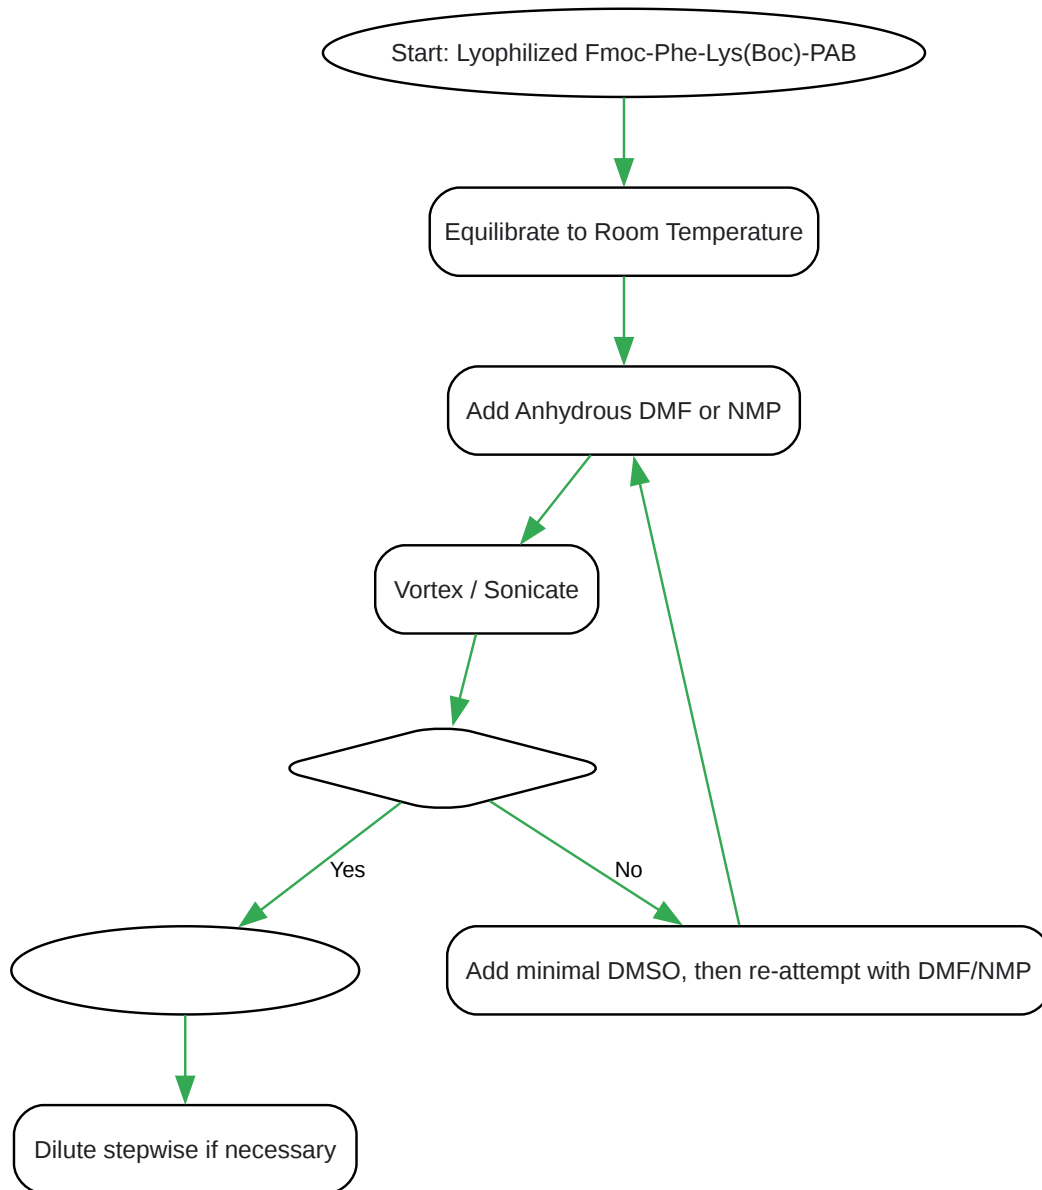 Start: Lyophilized Fmoc-Phe-Lys(Boc)-PAB
Equilibrate to Room Temperature
Add Anhydrous DMF or NMP
Vortex / Sonicate
Yes
No
Add minimal DMSO, then re-attempt with DMF/NMP
Dilute stepwise if necessary